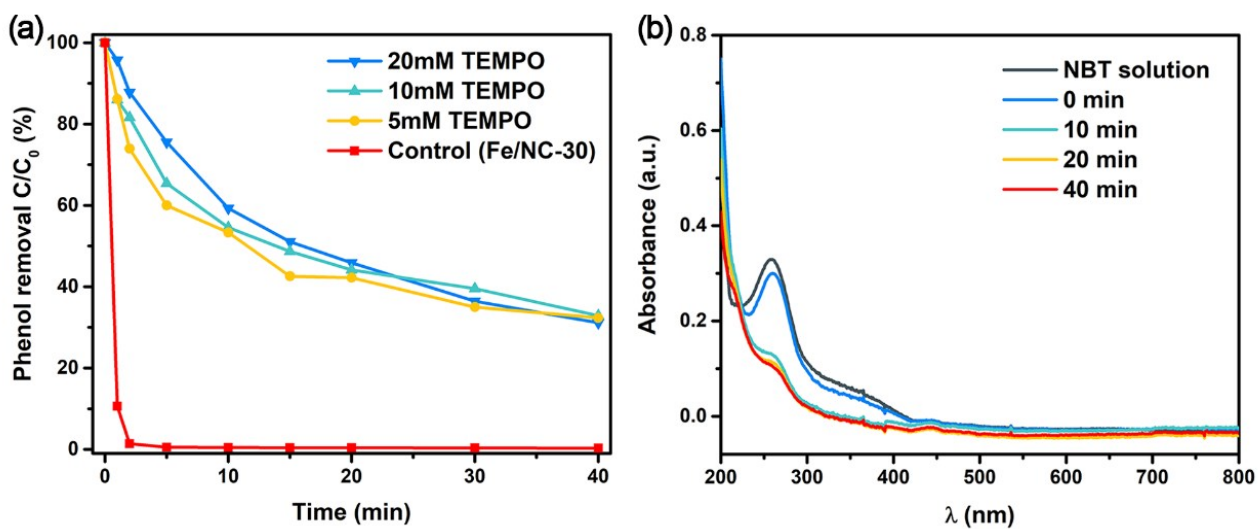 (a)
100
80
60
40
20
0
Phenol removal C/C0 (%)
20mM TEMPO
10mM TEMPO
5mM TEMPO
Control (Fe/NC-30)
0 10 20 30 40
Time (min)
(b)
0.8
0.6
0.4
0.2
0.0
Absorbance (a.u.)
NBT solution
0 min
10 min
20 min
40 min
200 300 400 500 600 700 800
λ (nm)